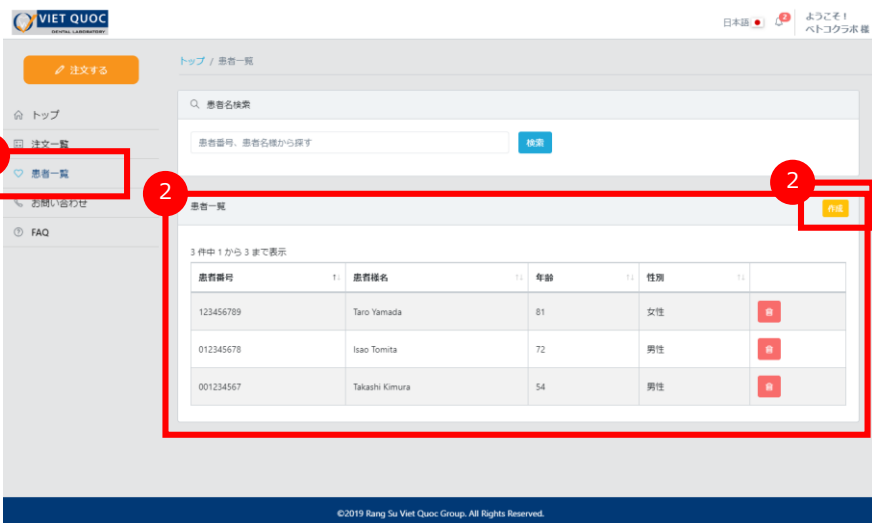 VIET QUOC
DENTAL LABORATORY
日本語
2
ようこそ！
ベトコクラボ 様
注文する
トップ / 患者一覧
患者名検索
トップ
注文一覧
患者番号、患者名様から探す
検索
患者一覧
2
2
お問い合わせ
患者一覧
作成
FAQ
3 件中 1 から 3 まで表示
患者番号 患者様名 年齢 性別
123456789 Taro Yamada 81 女性
012345678 Isao Tomita 72 男性
001234567 Takashi Kimura 54 男性
©2019 Rang Su Viet Quoc Group. All Rights Reserved.